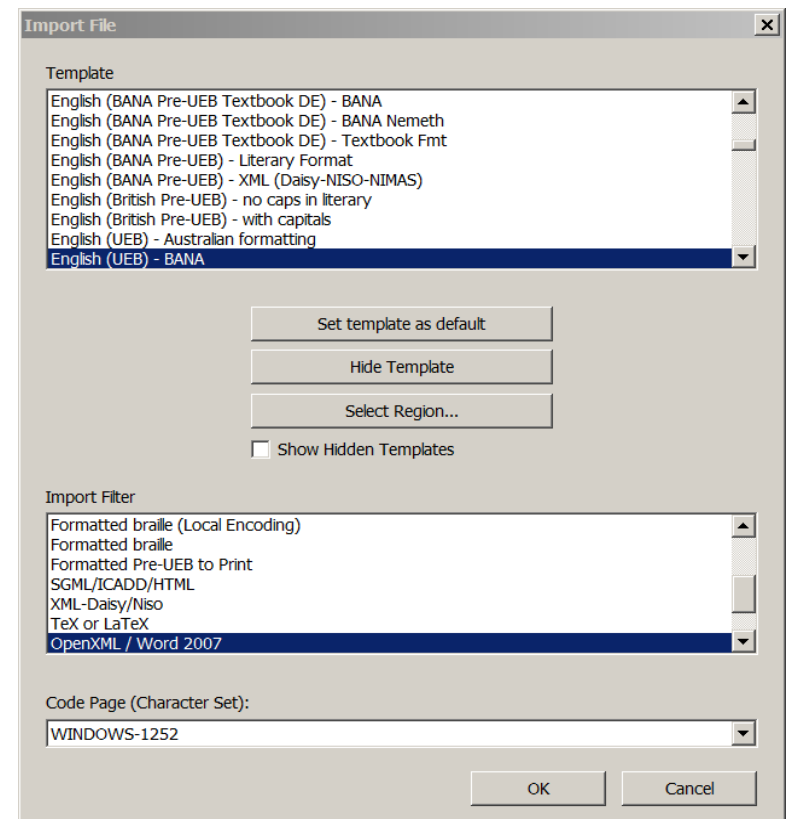 Import File
Template
English (BANA Pre-UEB Textbook DE) - BANA
English (BANA Pre-UEB Textbook DE) - BANA Nemeth
English (BANA Pre-UEB Textbook DE) - Textbook Fmt
English (BANA Pre-UEB) - Literary Format
English (BANA Pre-UEB) - XML (Daisy-NISO-NIMAS)
English (British Pre-UEB) - no caps in literary
English (British Pre-UEB) - with capitals
English (UEB) - Australian formatting
English (UEB) - BANA
Set template as default
Hide Template
Select Region...
Show Hidden Templates
Import Filter
Formatted braille (Local Encoding)
Formatted braille
Formatted Pre-UEB to Print
SGML/ICADD/HTML
XML-Daisy/Niso
TeX or LaTeX
OpenXML / Word 2007
Code Page (Character Set):
WINDOWS-1252
OK Cancel